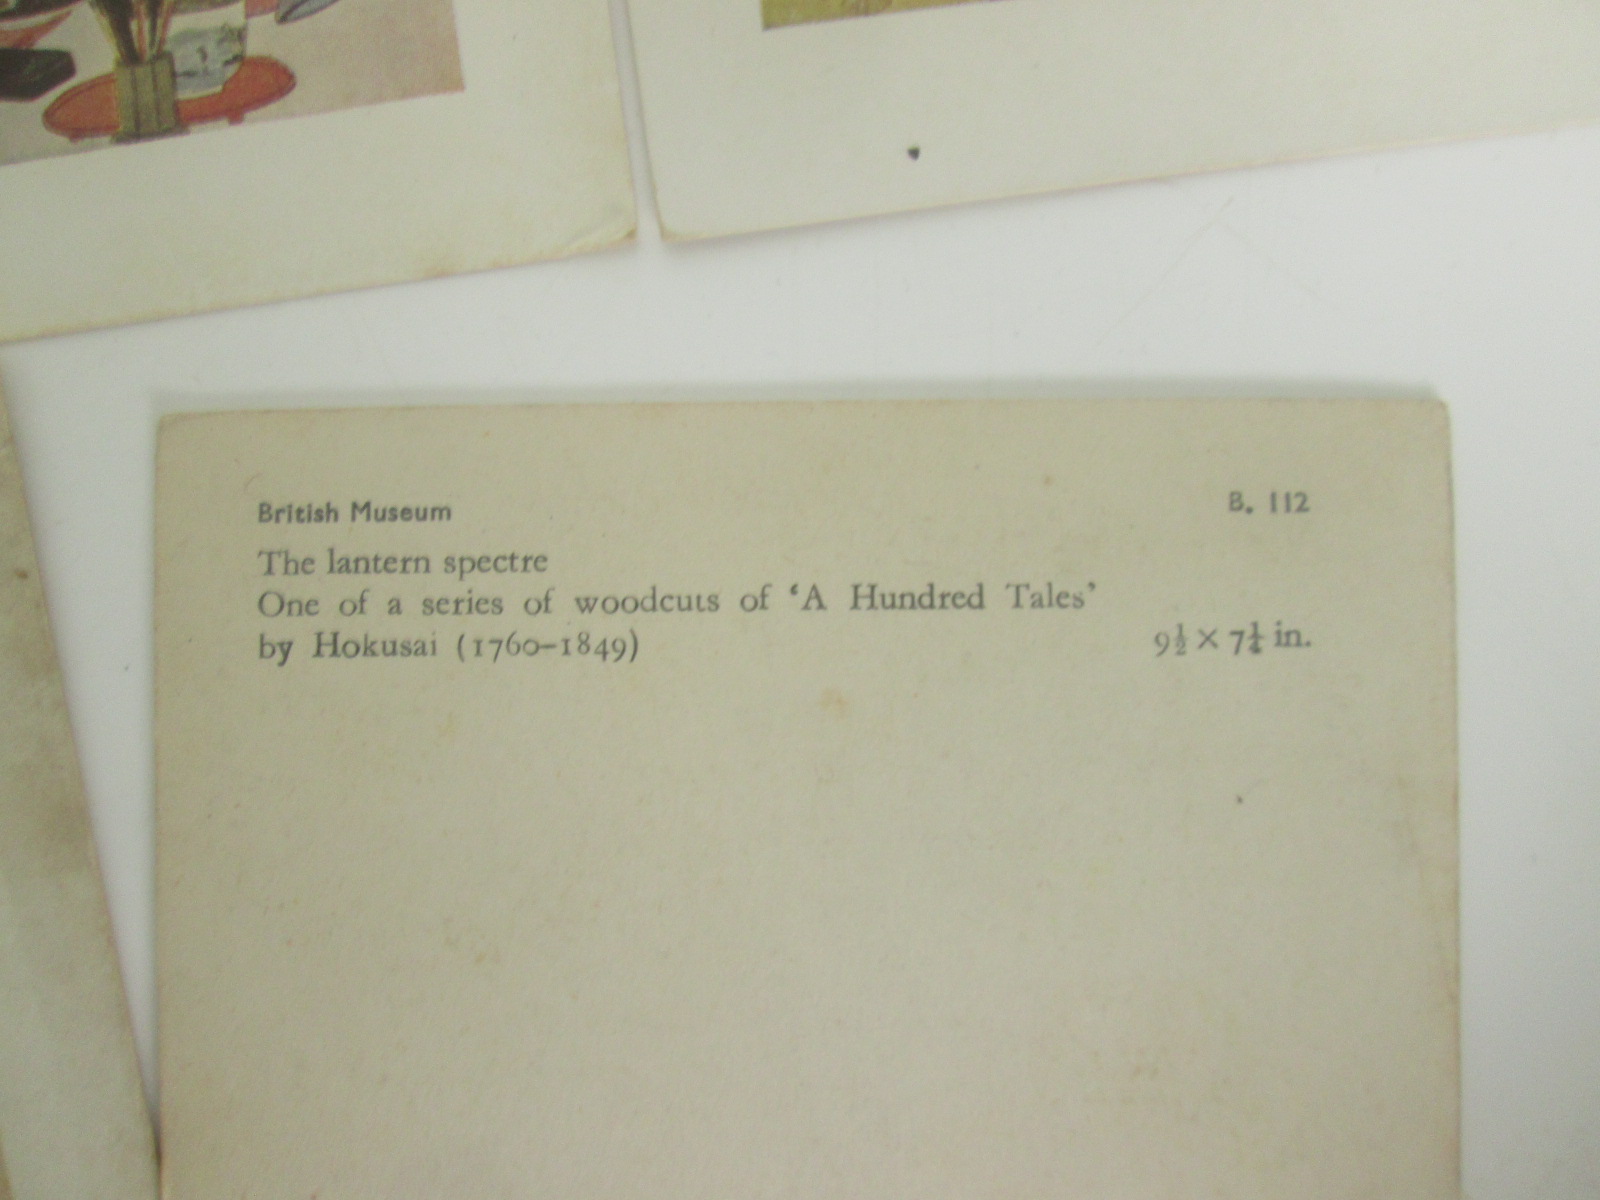 British Museum B. 112
The lantern spectre
One of a series of woodcuts of ‘A Hundred Tales’
by Hokusai (1760–1849) 9½ × 7¼ in.